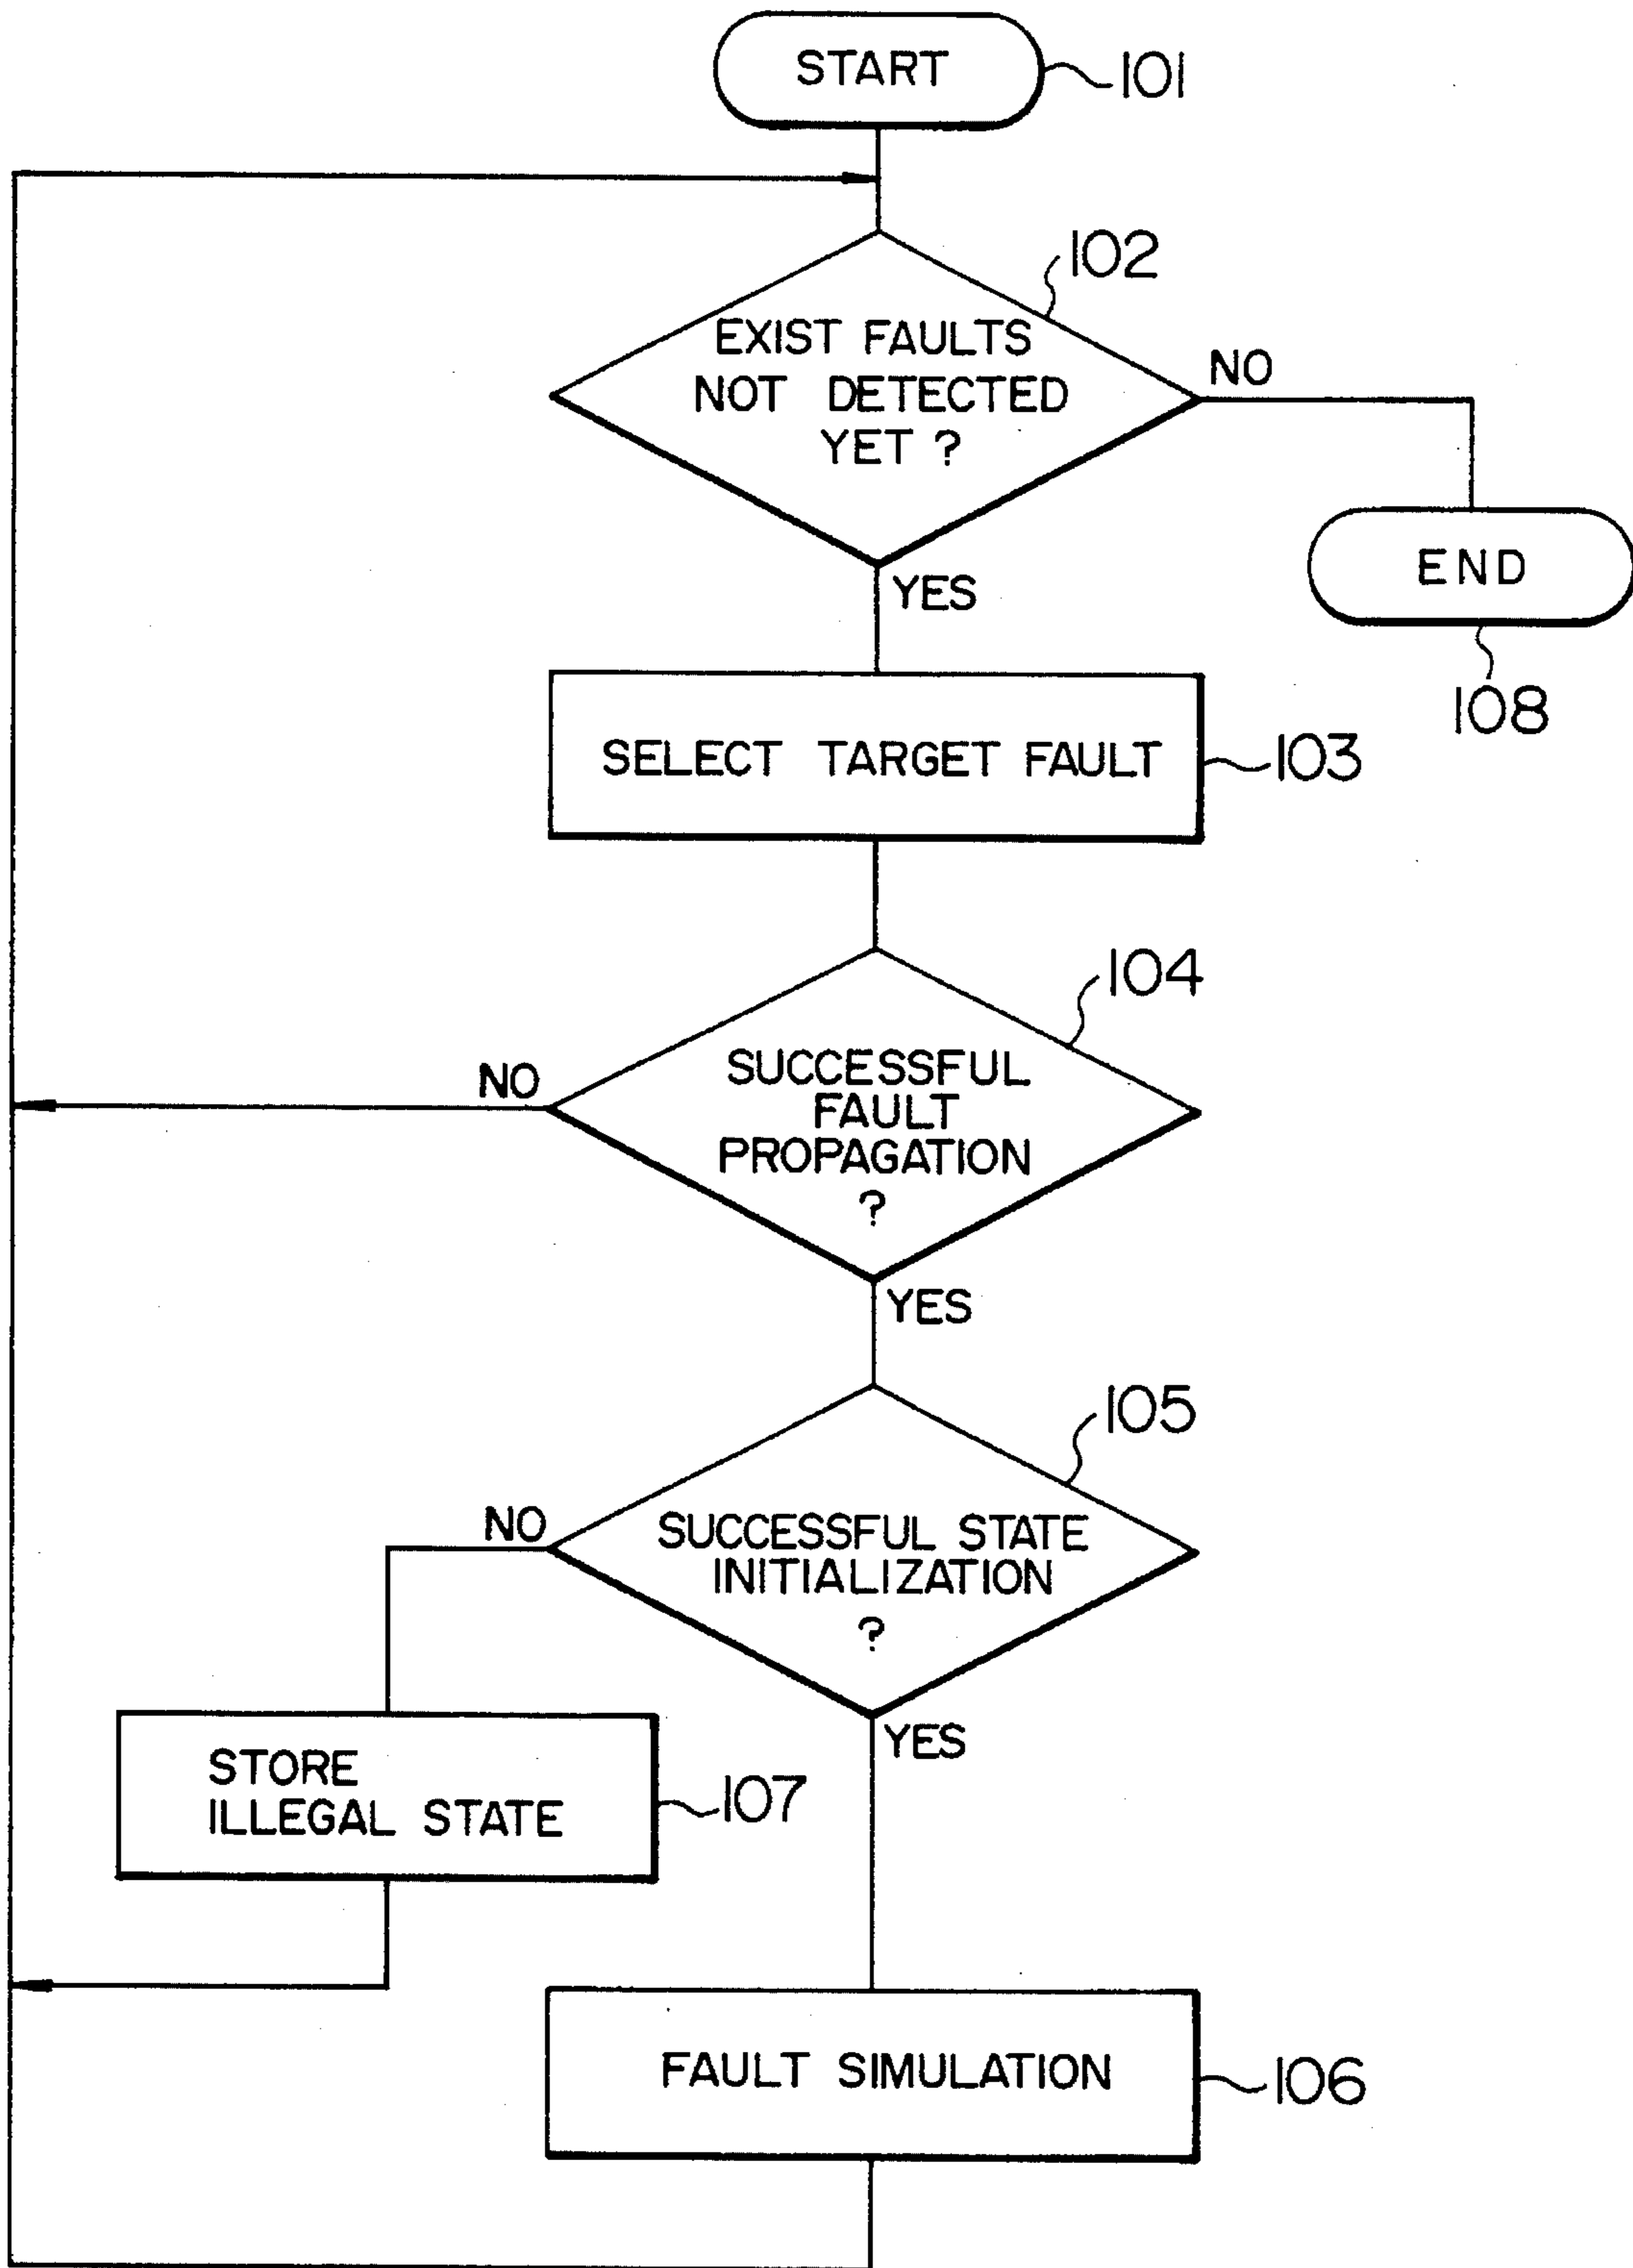 START
101
102
EXIST FAULTS
NOT DETECTED
YET ?
NO
END
108
YES
SELECT TARGET FAULT
103
104
NO
SUCCESSFUL
FAULT
PROPAGATION
?
YES
105
NO
SUCCESSFUL STATE
INITIALIZATION
?
YES
STORE
ILLEGAL STATE
107
FAULT SIMULATION
106